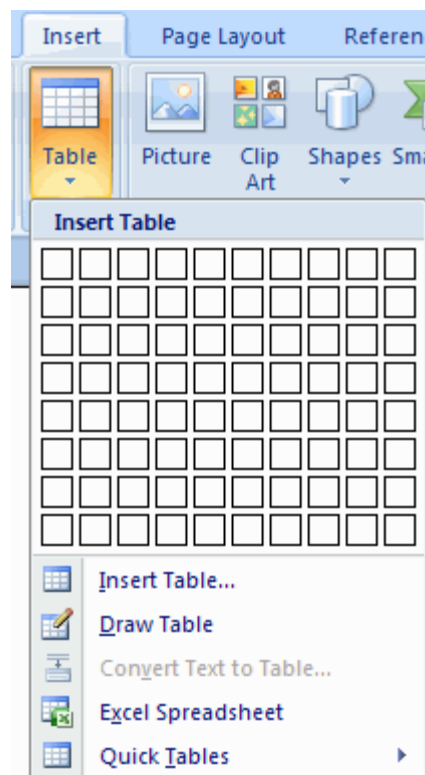 Insert Page Layout Referen
Table Picture Clip Art Shapes Sma
Insert Table
Insert Table...
Draw Table
Convert Text to Table...
Excel Spreadsheet
Quick Tables